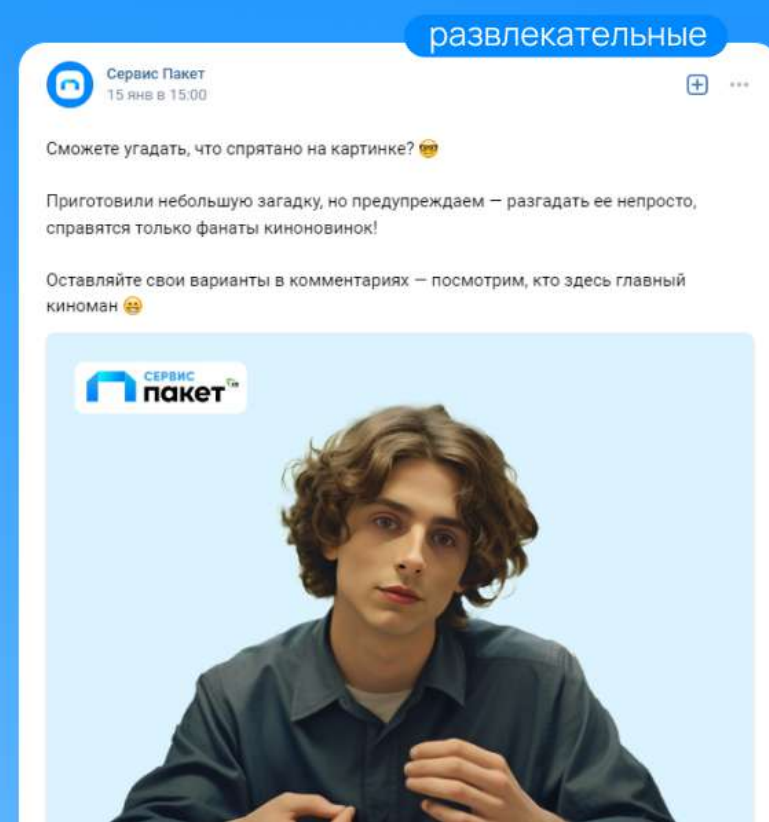 развлекательные
Сервис Пакет
15 янв в 15:00
Сможете угадать, что спрятано на картинке? 🤓
Приготовили небольшую загадку, но предупреждаем — разгадать ее непросто,
справятся только фанаты киноновинок!
Оставляйте свои варианты в комментариях — посмотрим, кто здесь главный
киноман 😁
СЕРВИС
пакет